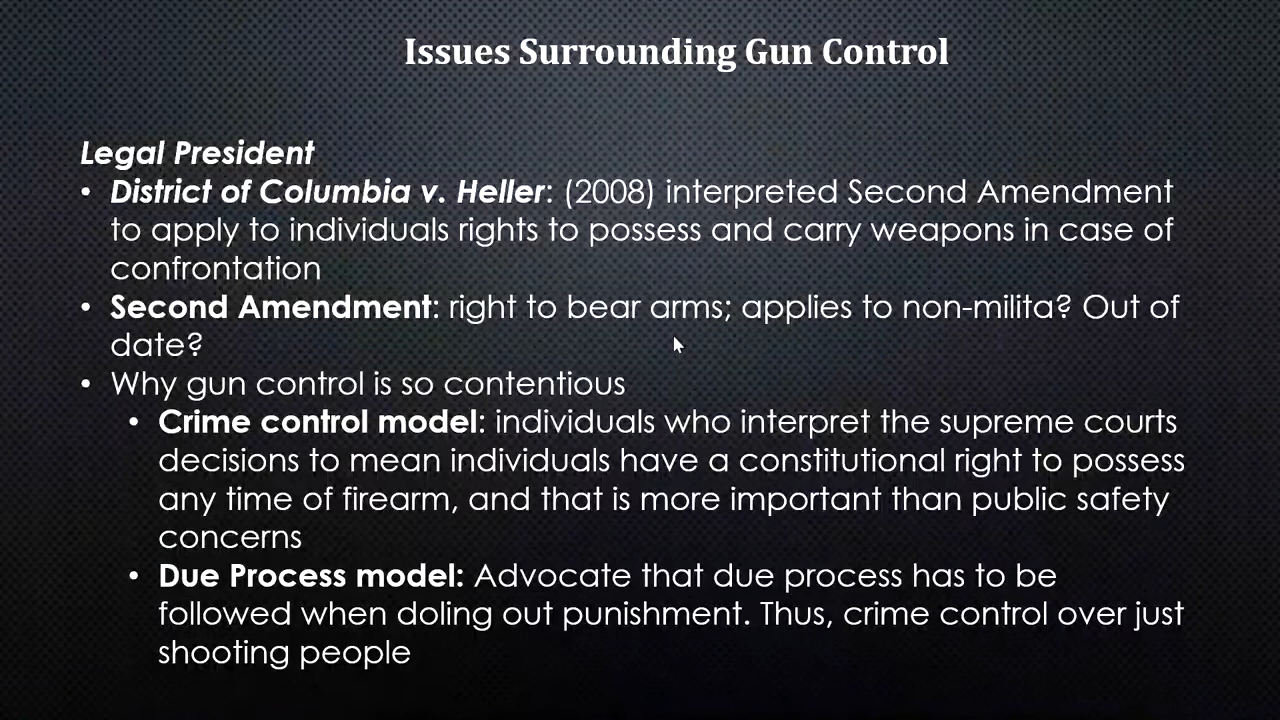 Issues Surrounding Gun Control
Legal President
• District of Columbia v. Heller: (2008) interpreted Second Amendment
to apply to individuals rights to possess and carry weapons in case of
confrontation
• Second Amendment: right to bear arms; applies to non-milita? Out of
date?
• Why gun control is so contentious
• Crime control model: individuals who interpret the supreme courts
decisions to mean individuals have a constitutional right to possess
any time of firearm, and that is more important than public safety
concerns
• Due Process model: Advocate that due process has to be
followed when doling out punishment. Thus, crime control over just
shooting people